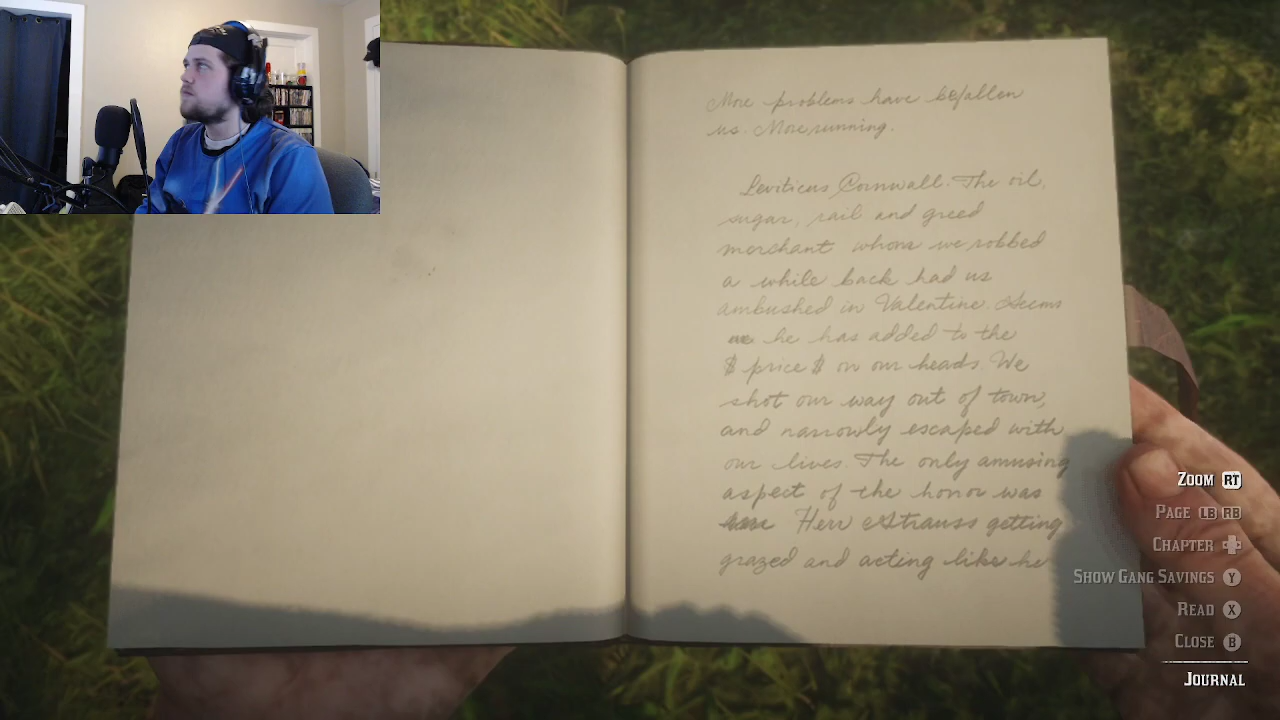 More problems have befallen
us. More running.
Leviticus Cornwall. The oil,
sugar, rail and greed
merchant whom we robbed
a while back had us
ambushed in Valentine. Seems
he has added to the
$ price $ on our heads. We
shot our way out of town,
and narrowly escaped with
our lives. The only amusing
aspect of the honor was
Herr Strauss getting
grazed and acting like he
ZOOM RT
PAGE LB RB
CHAPTER
SHOW GANG SAVINGS Y
READ X
CLOSE B
JOURNAL